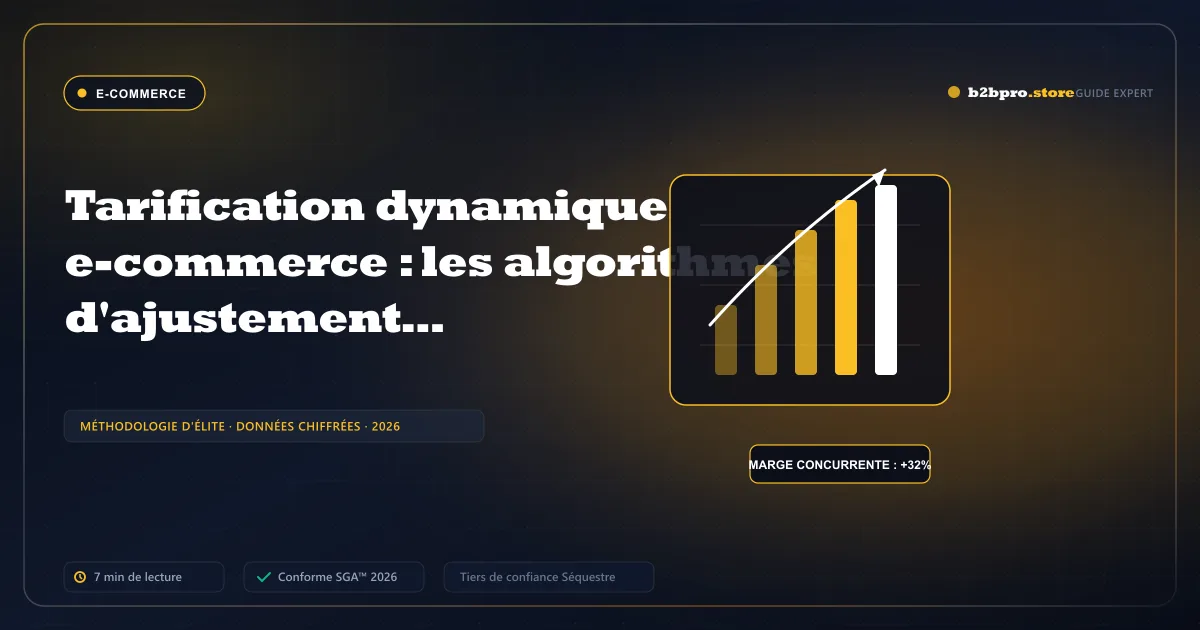 E-COMMERCE
b2bpro.store GUIDE EXPERT
Tarification dynamique
e-commerce : les algorithmes
d'ajustement...
MÉTHODOLOGIE D'ÉLITE · DONNÉES CHIFFRÉES · 2026
MARGE CONCURRENTE : +32%
7 min de lecture
Conforme SGA™ 2026
Tiers de confiance Séquestre